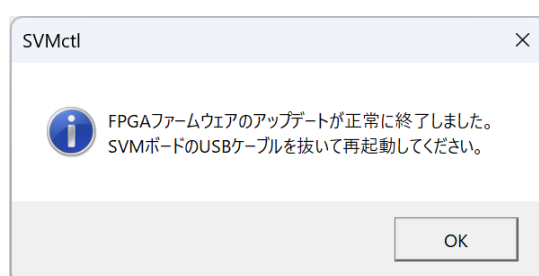 SVMctl
FPGAファームウェアのアップデートが正常に終了しました。
SVMボードのUSBケーブルを抜いて再起動してください。
OK